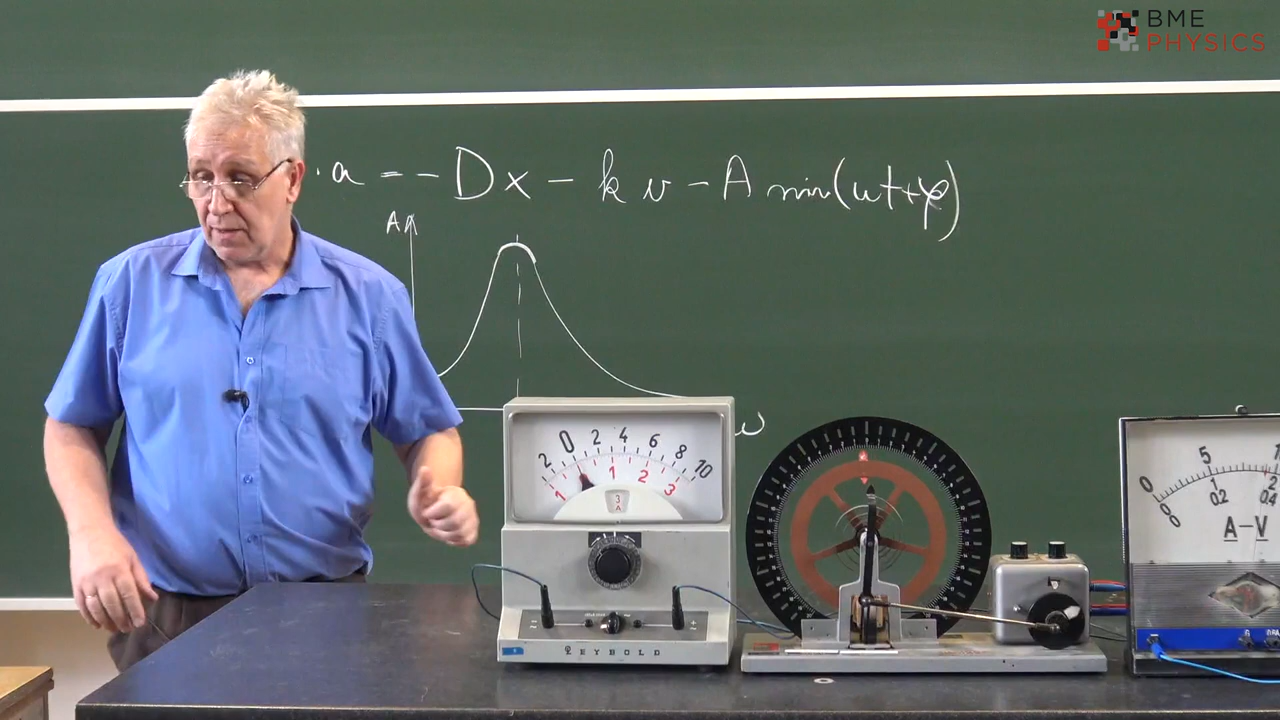 BME
PHYSICS
· a = - Dx - k v - A sin(ωt+φ)
A
ω
2 0 2 4 6 8 10
1 1 2 3
3
A
LEYBOLD
0 5
0 0.2 0.4
0
A-V